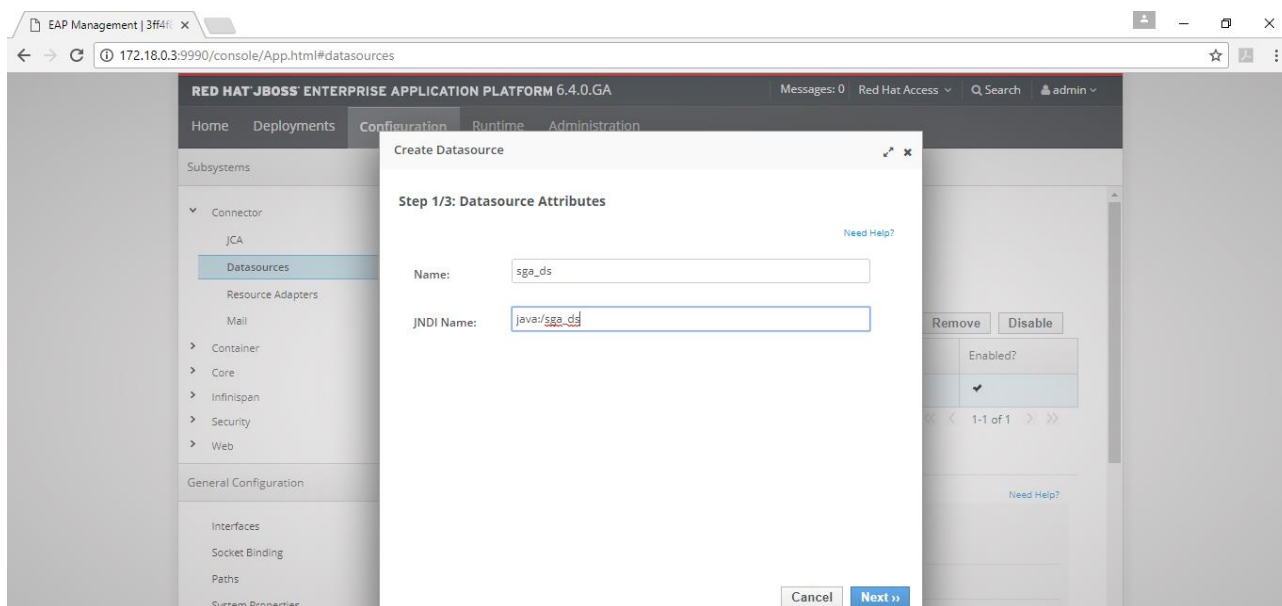 EAP Management | 3ff4f
172.18.0.3:9990/console/App.html#datasources
RED HAT JBOSS ENTERPRISE APPLICATION PLATFORM 6.4.0.GA
Messages: 0 Red Hat Access Search admin
Home Deployments Configuration Runtime Administration
Subsystems
Connector
JCA
Datasources
Resource Adapters
Mail
Container
Core
Infinispan
Security
Web
General Configuration
Interfaces
Socket Binding
Paths
System Properties
Create Datasource
Step 1/3: Datasource Attributes
Need Help?
Name: sga_ds
JNDI Name: java:/sga_ds
Cancel Next ››
Remove Disable
Enabled?
1-1 of 1
Need Help?